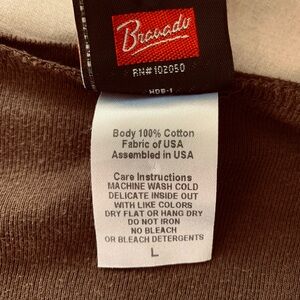 Bravado
RN#102050
HDB-1
Body 100% Cotton
Fabric of USA
Assembled in USA
Care Instructions
MACHINE WASH COLD
DELICATE INSIDE OUT
WITH LIKE COLORS
DRY FLAT OR HANG DRY
DO NOT IRON
NO BLEACH
OR BLEACH DETERGENTS
L